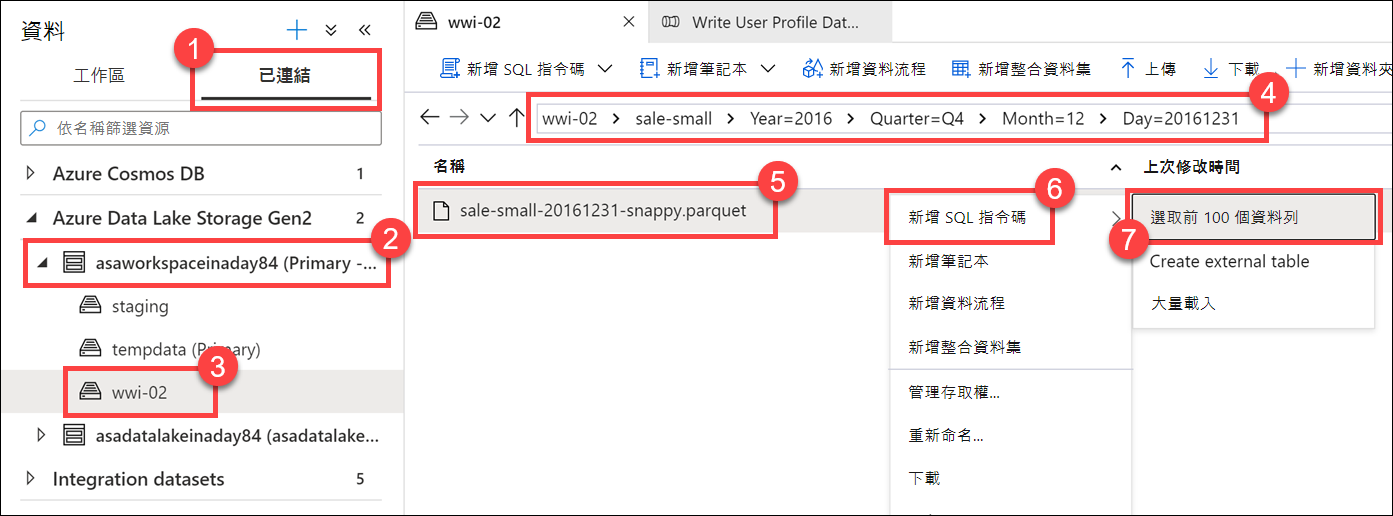 資料
1
工作區
已連結
依名稱篩選資源
Azure Cosmos DB 1
Azure Data Lake Storage Gen2 2
2
asaworkspaceinaday84 (Primary -...
staging
tempdata (Primary)
3
wwi-02
asadatalakeinaday84 (asadatalake...
Integration datasets 5
wwi-02
Write User Profile Dat...
新增 SQL 指令碼
新增筆記本
新增資料流程
新增整合資料集
上傳
下載
新增資料夾
4
wwi-02 > sale-small > Year=2016 > Quarter=Q4 > Month=12 > Day=20161231
名稱
上次修改時間
5
sale-small-20161231-snappy.parquet
6
新增 SQL 指令碼
新增筆記本
新增資料流程
新增整合資料集
管理存取權...
重新命名...
下載
7
選取前 100 個資料列
Create external table
大量載入